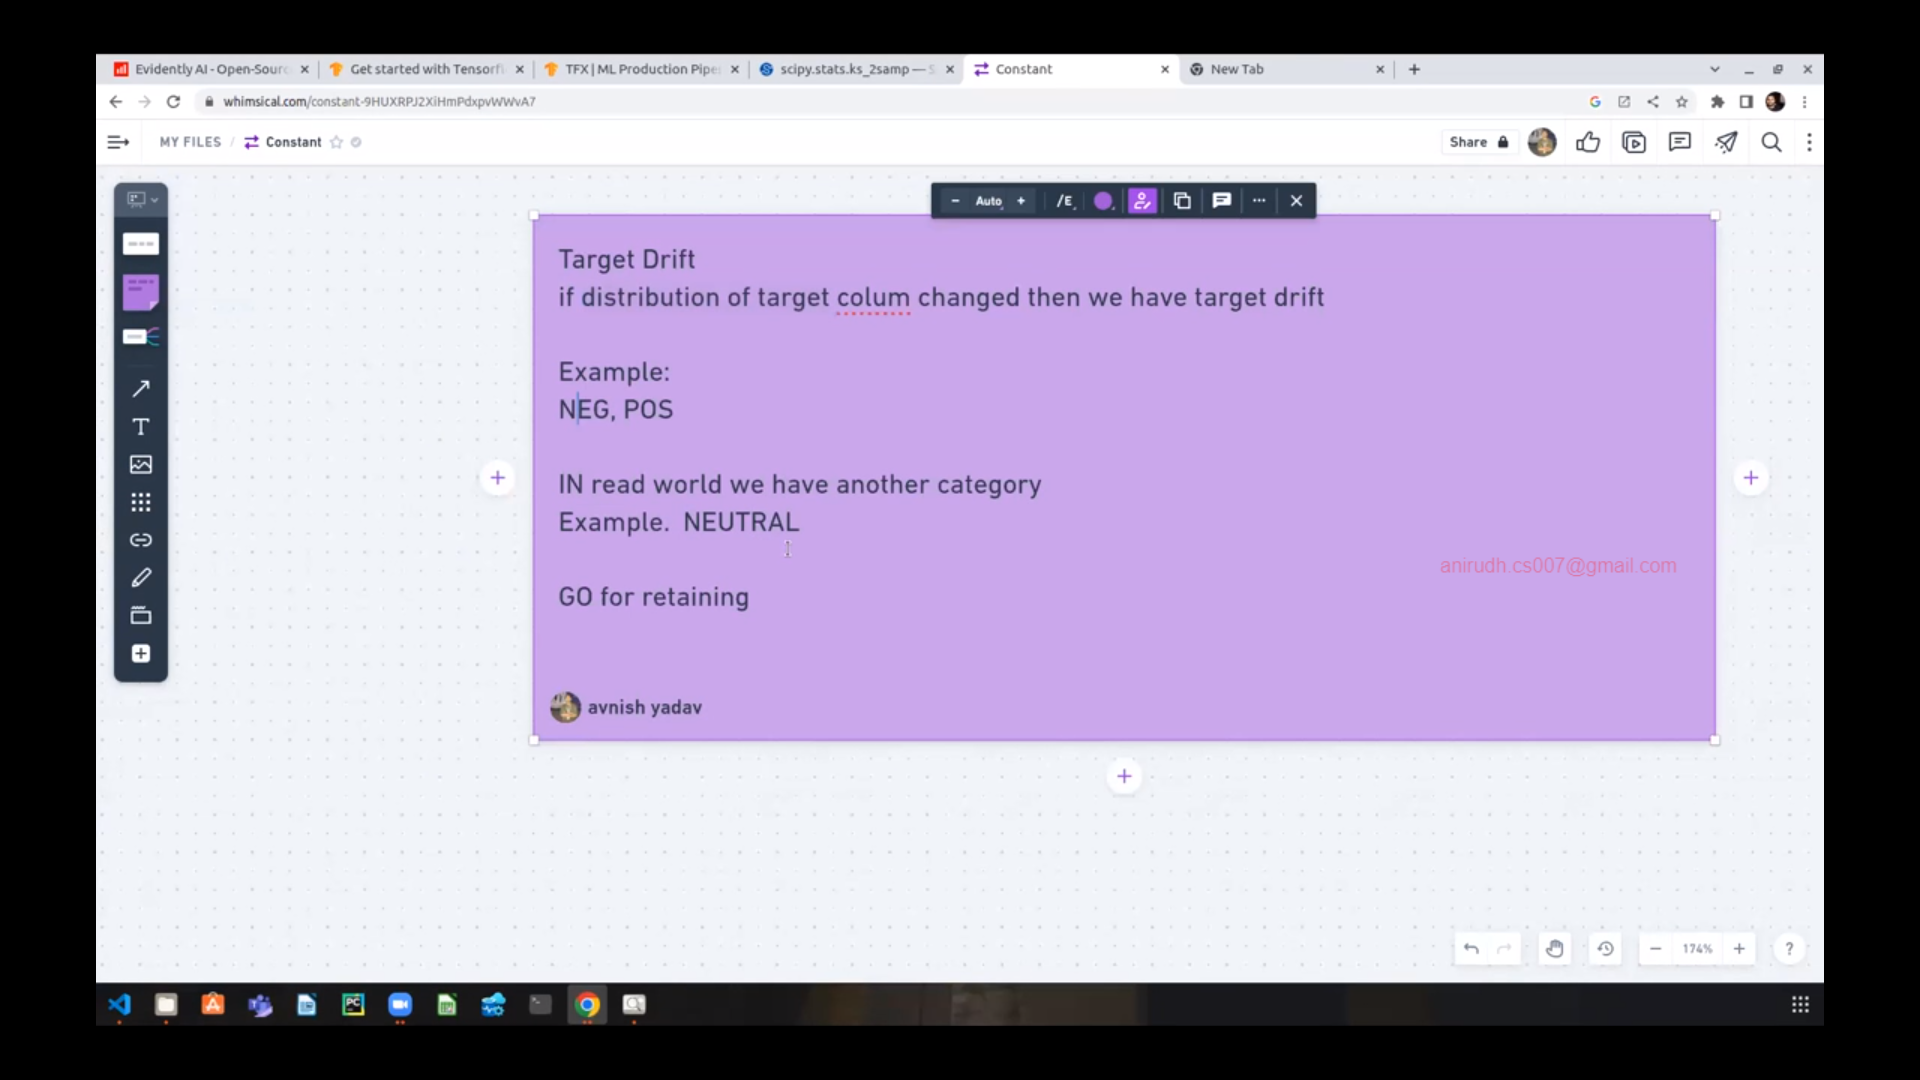 Evidently AI - Open-Sourc
Get started with Tensorfl
TFX | ML Production Pipe
scipy.stats.ks_2samp — S
Constant
New Tab
whimsical.com/constant-9HUXRPJ2XiHmPdxpvWWvA7
MY FILES / Constant
Share
Auto
/E
Target Drift
if distribution of target colum changed then we have target drift
Example:
NEG, POS
IN read world we have another category
Example. NEUTRAL
anirudh.cs007@gmail.com
GO for retaining
avnish yadav
174%